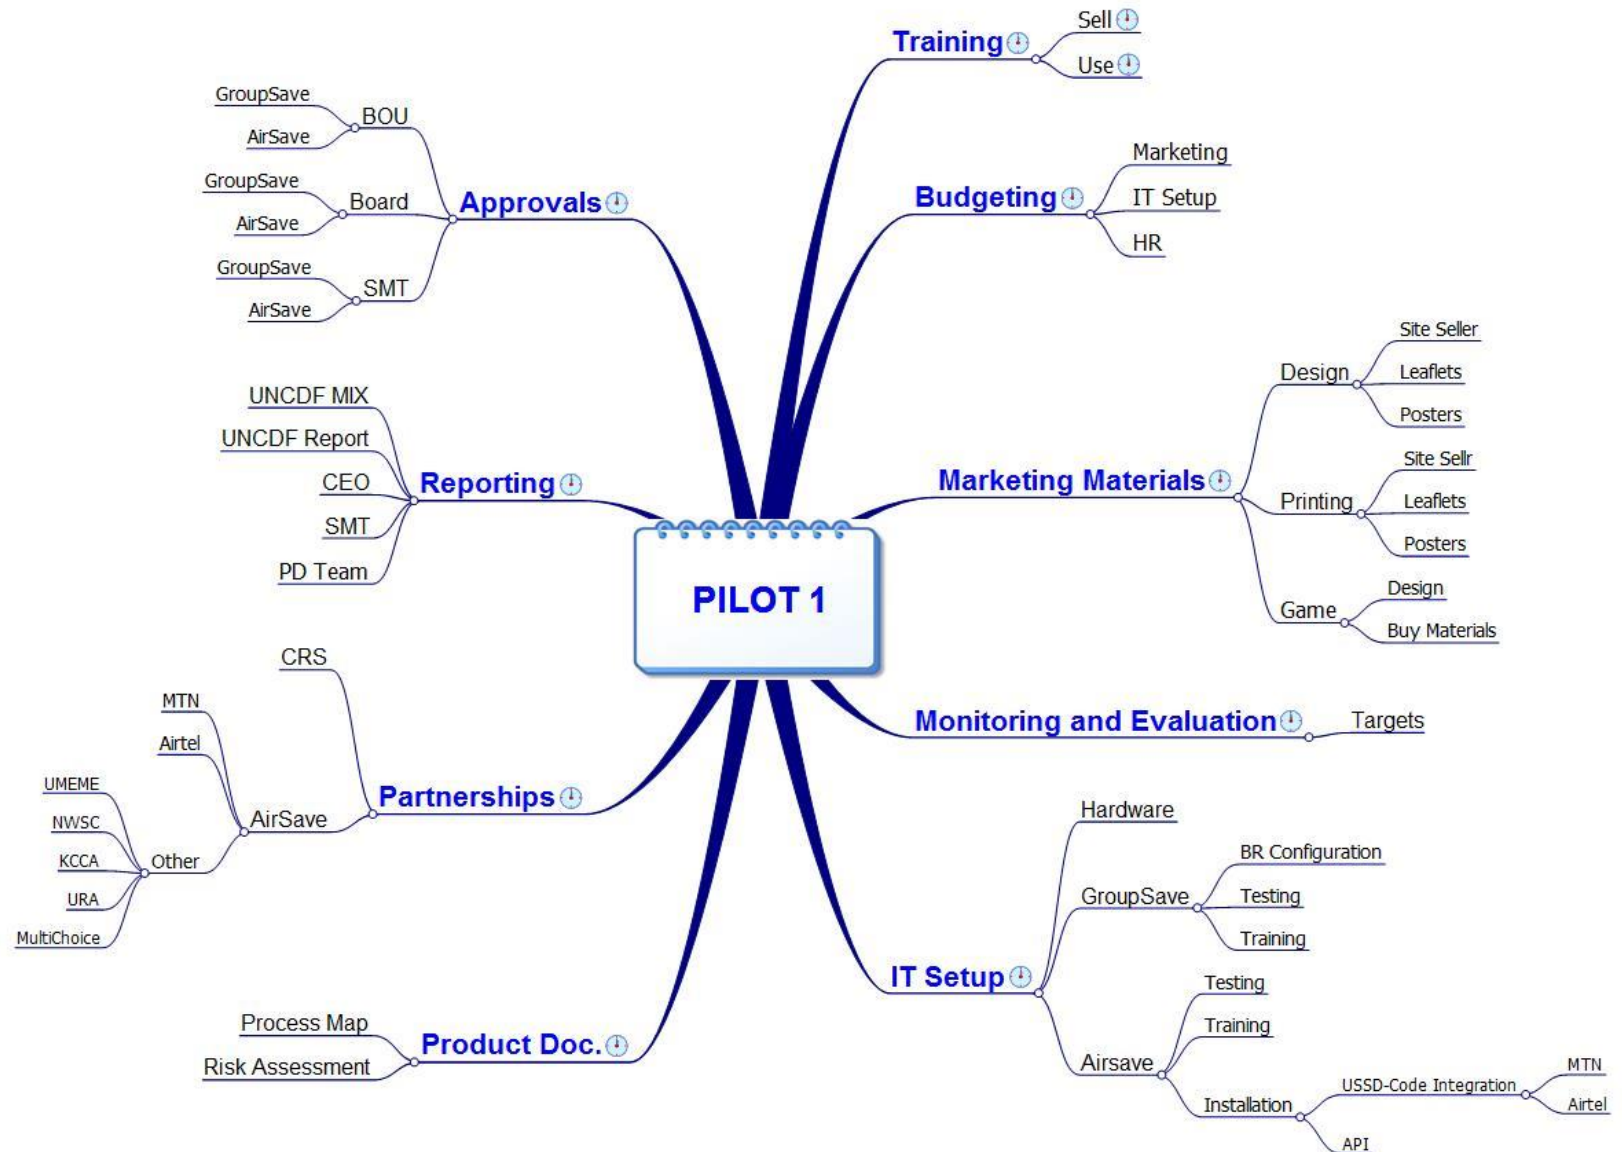 PILOT 1
Training
Sell
Use
Budgeting
Marketing
IT Setup
HR
Marketing Materials
Design
Site Seller
Leaflets
Posters
Printing
Site Sellr
Leaflets
Posters
Game
Design
Buy Materials
Monitoring and Evaluation
Targets
IT Setup
Hardware
GroupSave
BR Configuration
Testing
Training
Airsave
Testing
Training
Installation
USSD-Code Integration
MTN
Airtel
API
Approvals
BOU
GroupSave
AirSave
Board
GroupSave
AirSave
SMT
GroupSave
AirSave
Reporting
UNCDF MIX
UNCDF Report
CEO
SMT
PD Team
Partnerships
CRS
AirSave
MTN
Airtel
Other
UMEME
NWSC
KCCA
URA
MultiChoice
Product Doc.
Process Map
Risk Assessment